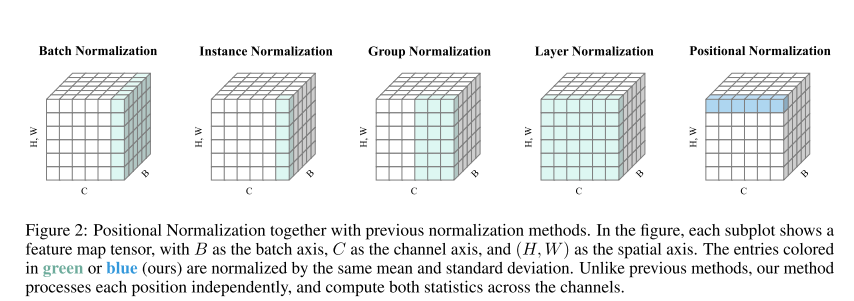 Batch Normalization
Instance Normalization
Group Normalization
Layer Normalization
Positional Normalization
H, W
C
B
H, W
C
B
H, W
C
B
H, W
C
B
H, W
C
B
Figure 2: Positional Normalization together with previous normalization methods. In the figure, each subplot shows a
feature map tensor, with B as the batch axis, C as the channel axis, and (H, W) as the spatial axis. The entries colored
in green or blue (ours) are normalized by the same mean and standard deviation. Unlike previous methods, our method
processes each position independently, and compute both statistics across the channels.